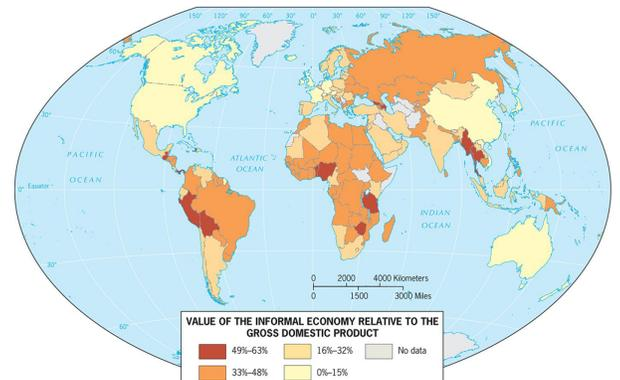 150° 120° 90° 60° 30° 0° 30° 60° 90° 120° 150°
60°
30°
PACIFIC
OCEAN
ATLANTIC
OCEAN
PACIFIC
OCEAN
0° Equator
INDIAN
OCEAN
30°
0 2000 4000 Kilometers
0 1500 3000 Miles
60°
VALUE OF THE INFORMAL ECONOMY RELATIVE TO THE
GROSS DOMESTIC PRODUCT
49%–63% 16%–32% No data
33%–48% 0%–15%